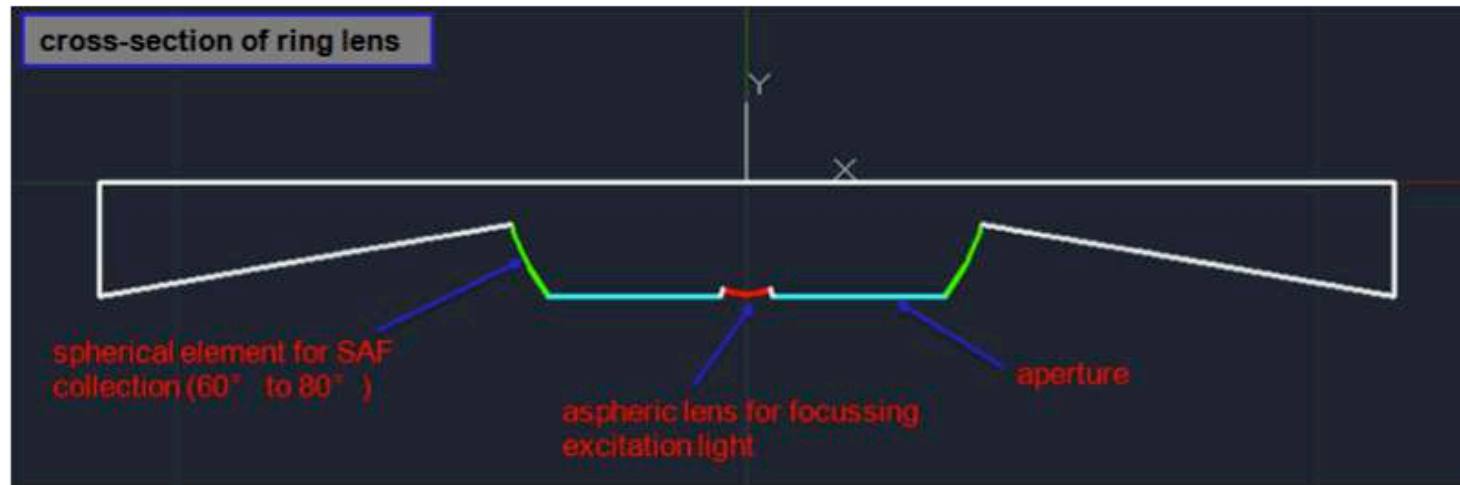 cross-section of ring lens
Y
X
spherical element for SAF
collection (60° to 80° )
aperture
aspheric lens for focussing
excitation light